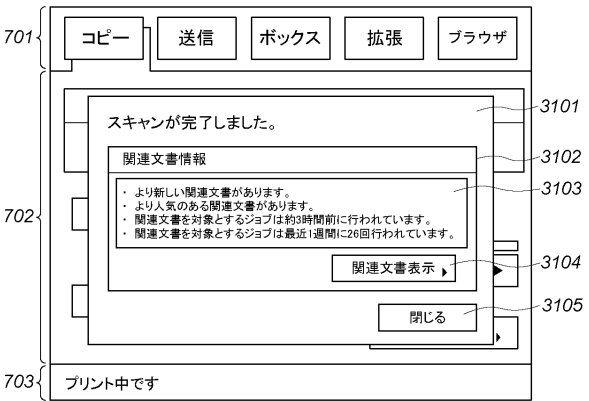 701
コピー 送信 ボックス 拡張 ブラウザ
3101
スキャンが完了しました。
3102
関連文書情報
3103
・ より新しい関連文書があります。
・ より人気のある関連文書があります。
・ 関連文書を対象とするジョブは約3時間前に行われています。
・ 関連文書を対象とするジョブは最近1週間に26回行われています。
702
関連文書表示
3104
閉じる
3105
703
プリント中です